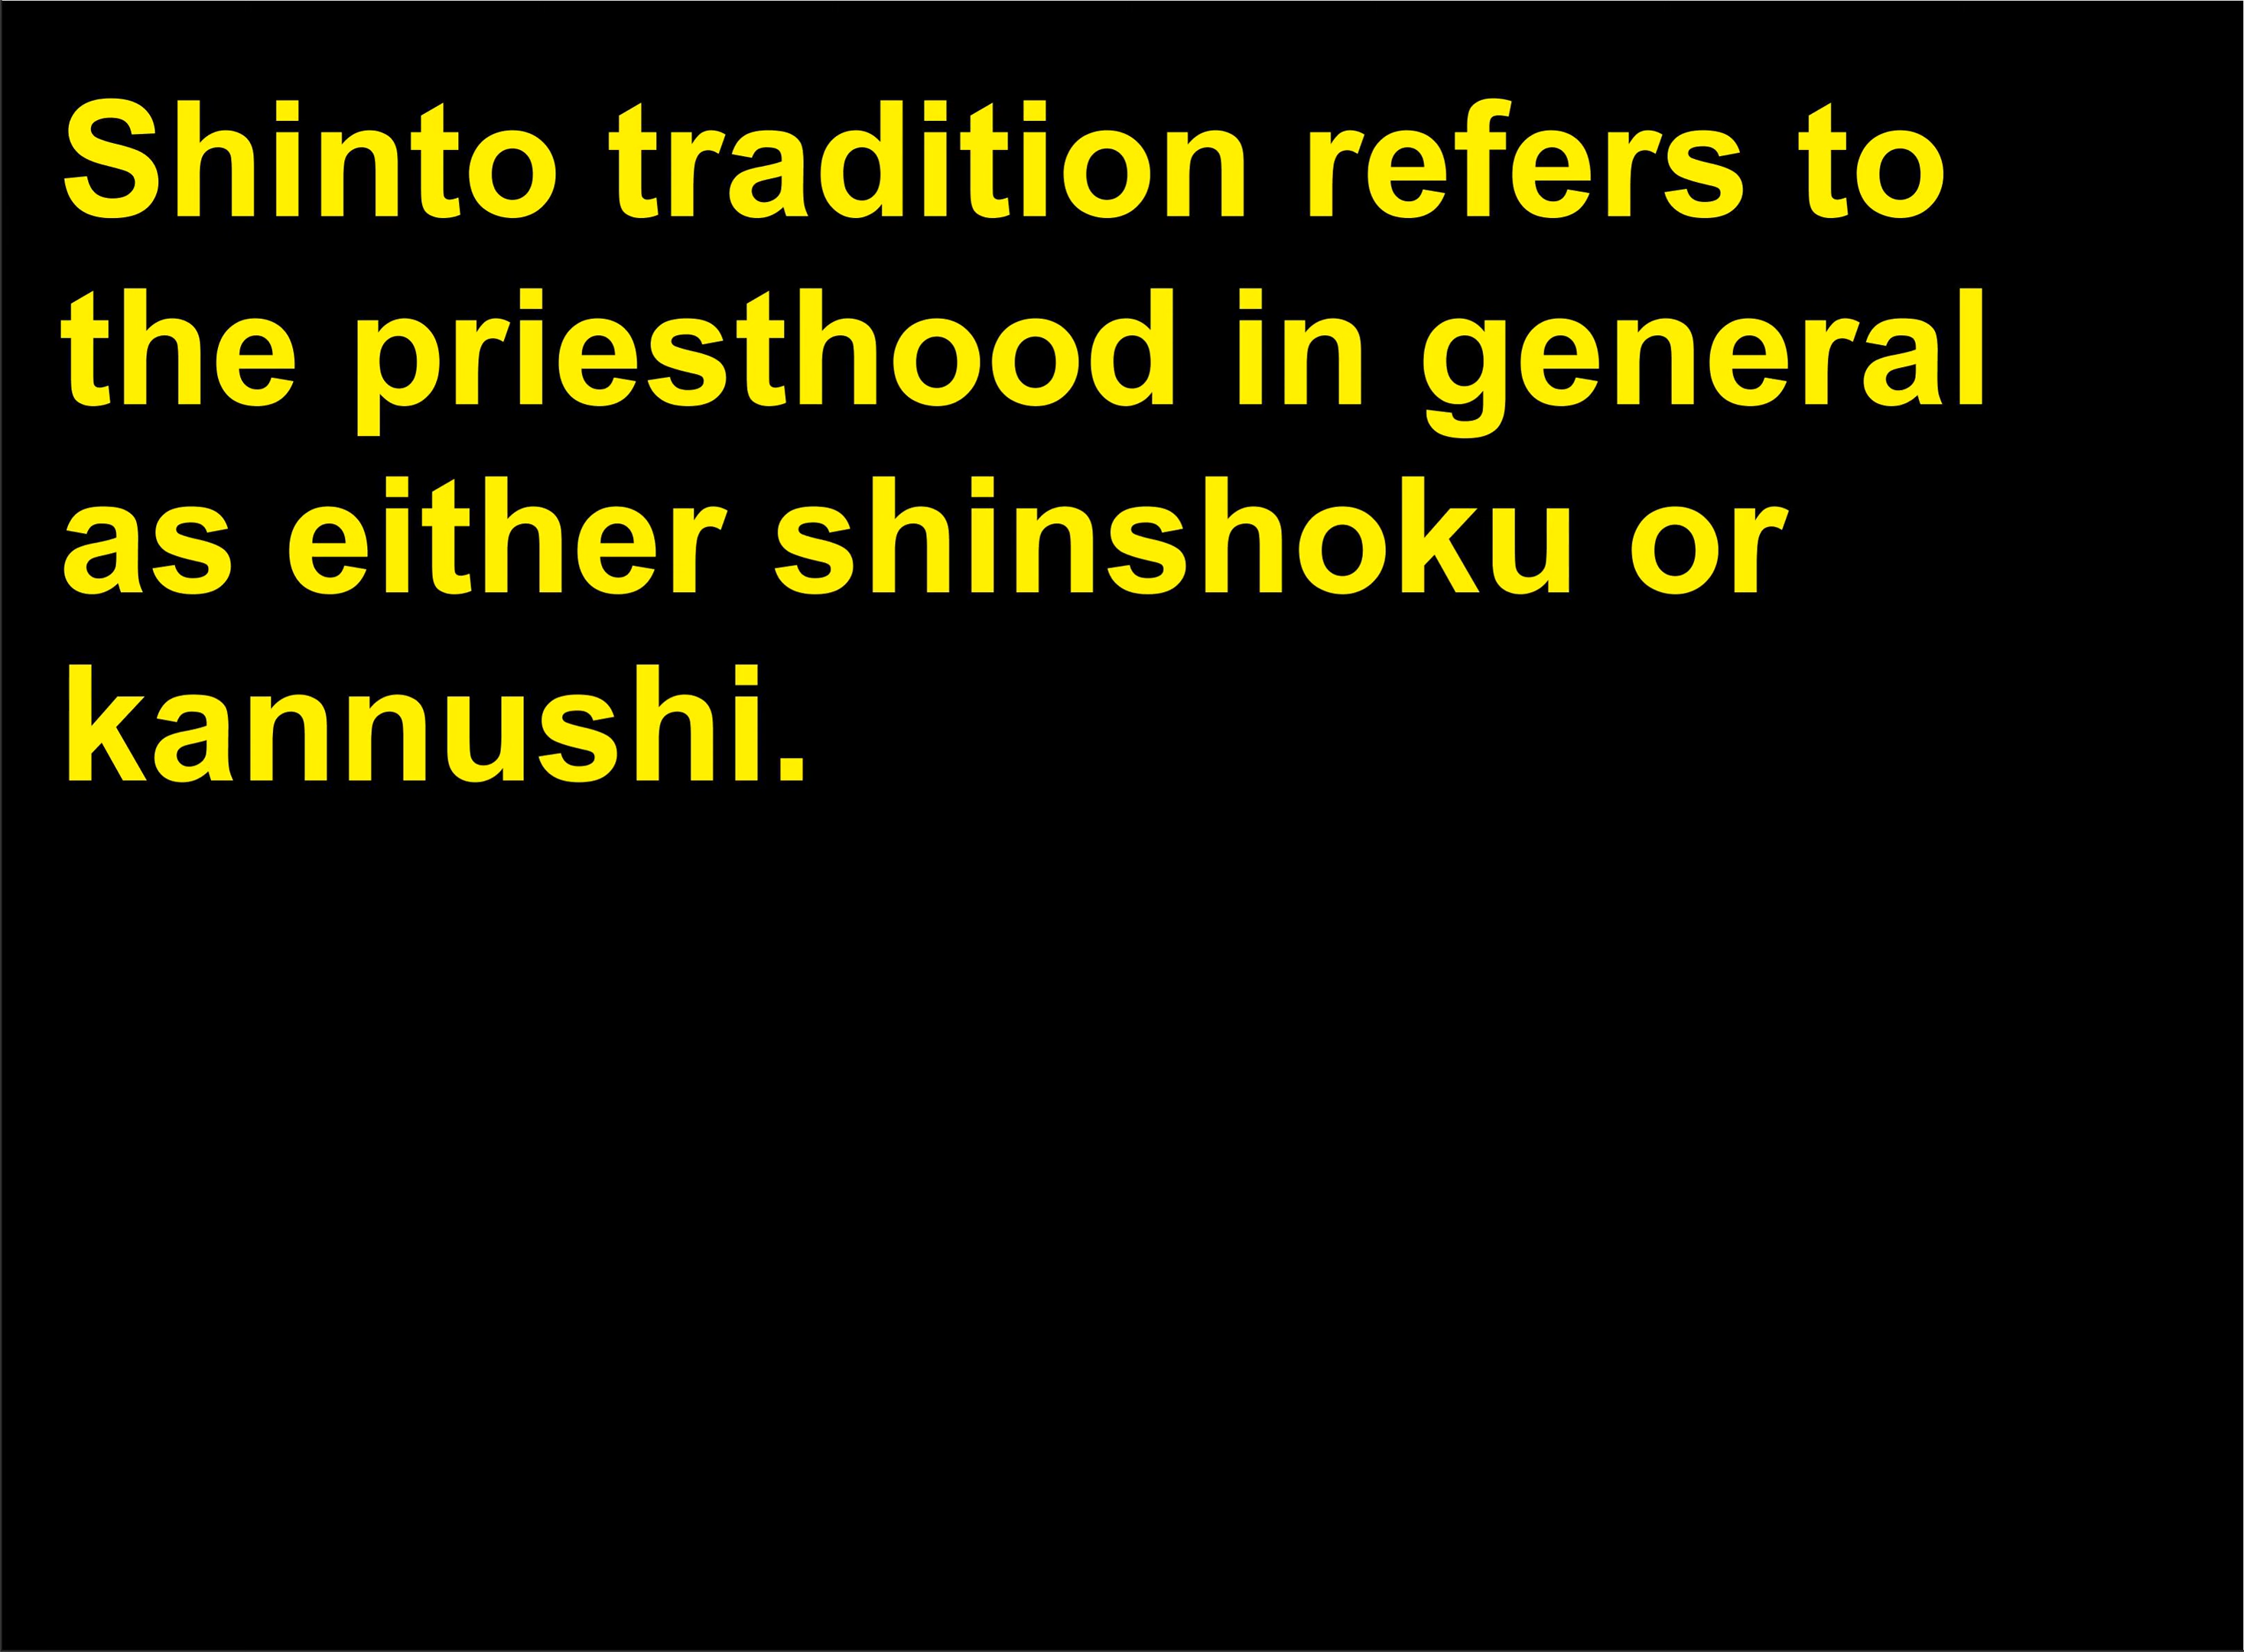 Shinto tradition refers to
the priesthood in general
as either shinshoku or
kannushi.